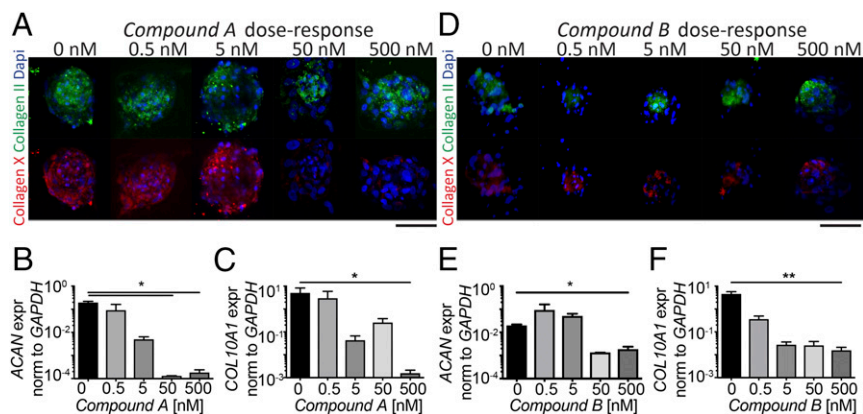 A
Compound A dose-response
0 nM 0.5 nM 5 nM 50 nM 500 nM
Collagen II Dapi
Collagen X
D
Compound B dose-response
0 nM 0.5 nM 5 nM 50 nM 500 nM
Collagen II Dapi
Collagen X
B
ACAN expr
norm to GAPDH
10^0
10^-2
10^-4
*
0 0.5 5 50 500
Compound A [nM]
C
COL10A1 expr
norm to GAPDH
10^1
10^-1
10^-3
*
0 0.5 5 50 500
Compound A [nM]
E
ACAN expr
norm to GAPDH
10^0
10^-2
10^-4
*
0 0.5 5 50 500
Compound B [nM]
F
COL10A1 expr
norm to GAPDH
10^1
10^-1
10^-3
**
0 0.5 5 50 500
Compound B [nM]